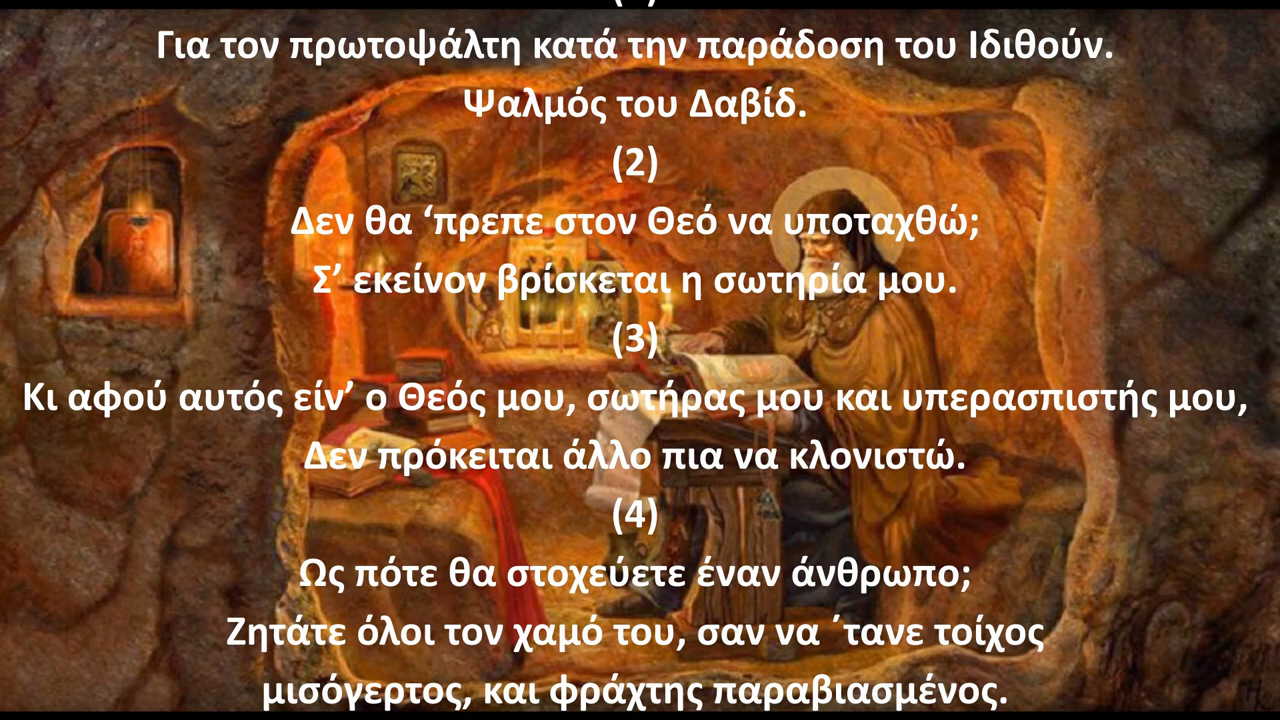 Για τον πρωτοψάλτη κατά την παράδοση του Ιδιθούν.
Ψαλμός του Δαβίδ.
(2)
Δεν θα ‘πρεπε στον Θεό να υποταχθώ;
Σ’ εκείνον βρίσκεται η σωτηρία μου.
(3)
Κι αφού αυτός είν’ ο Θεός μου, σωτήρας μου και υπερασπιστής μου,
Δεν πρόκειται άλλο πια να κλονιστώ.
(4)
Ως πότε θα στοχεύετε έναν άνθρωπο;
Ζητάτε όλοι τον χαμό του, σαν να ΄τανε τοίχος
μισόγερτος, και φράχτης παραβιασμένος.